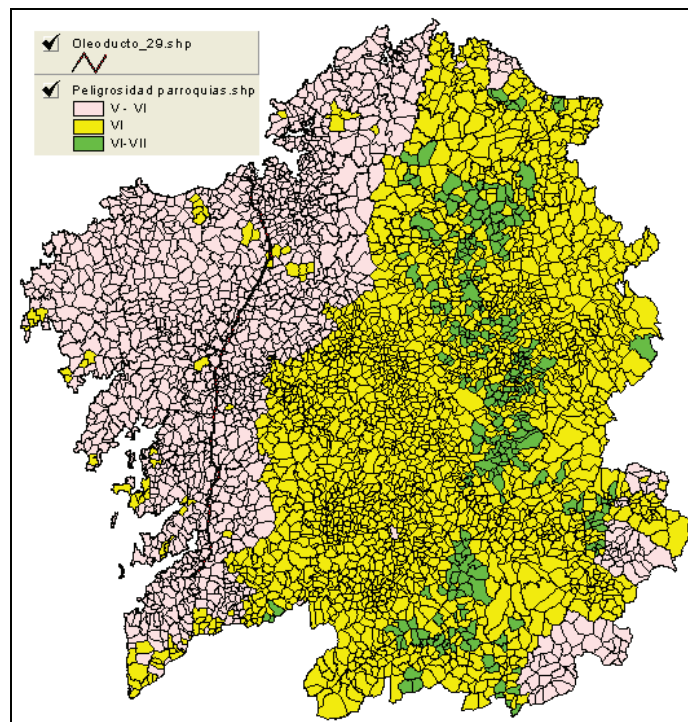 Oleoducto_29.shp
Peligrosidad parroquias.shp
V - VI
VI
VI-VII